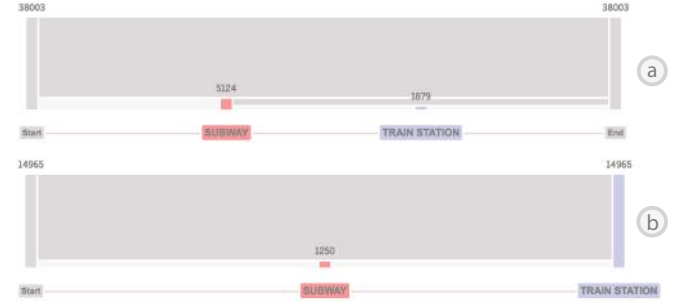 38003 38003
a
5124
1879
Start SUBWAY TRAIN STATION End
14965 14965
b
1250
Start SUBWAY TRAIN STATION